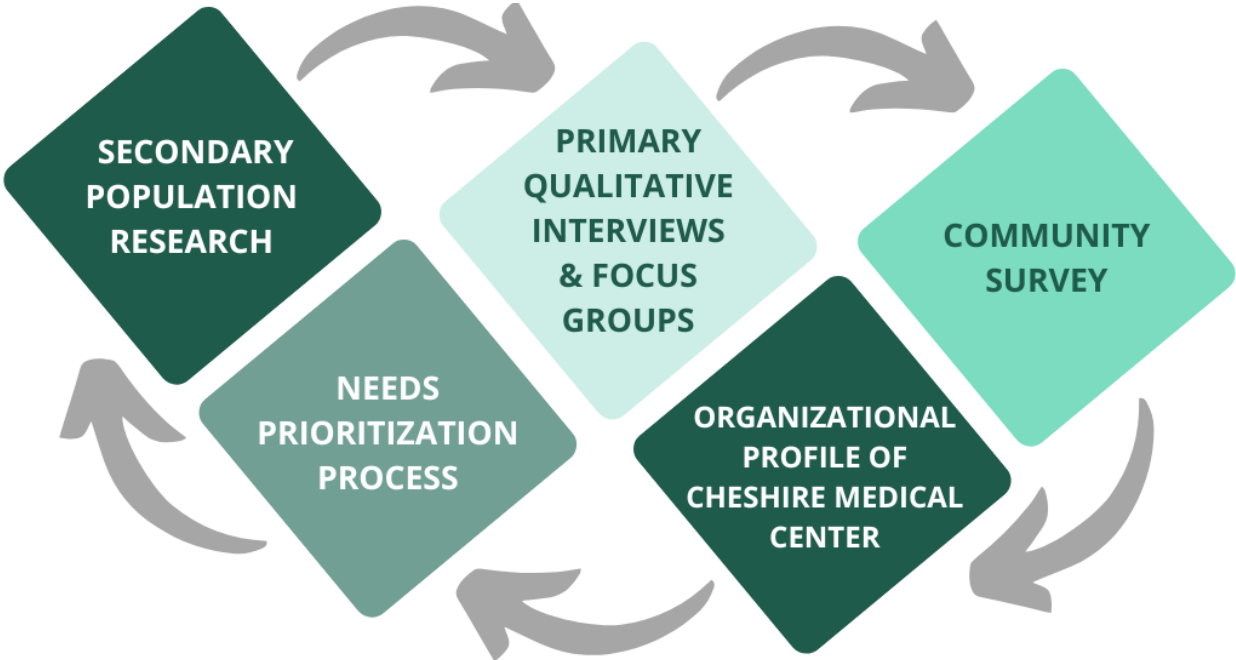 SECONDARY
POPULATION
RESEARCH
PRIMARY
QUALITATIVE
INTERVIEWS
& FOCUS
GROUPS
COMMUNITY
SURVEY
ORGANIZATIONAL
PROFILE OF
CHESHIRE MEDICAL
CENTER
NEEDS
PRIORITIZATION
PROCESS